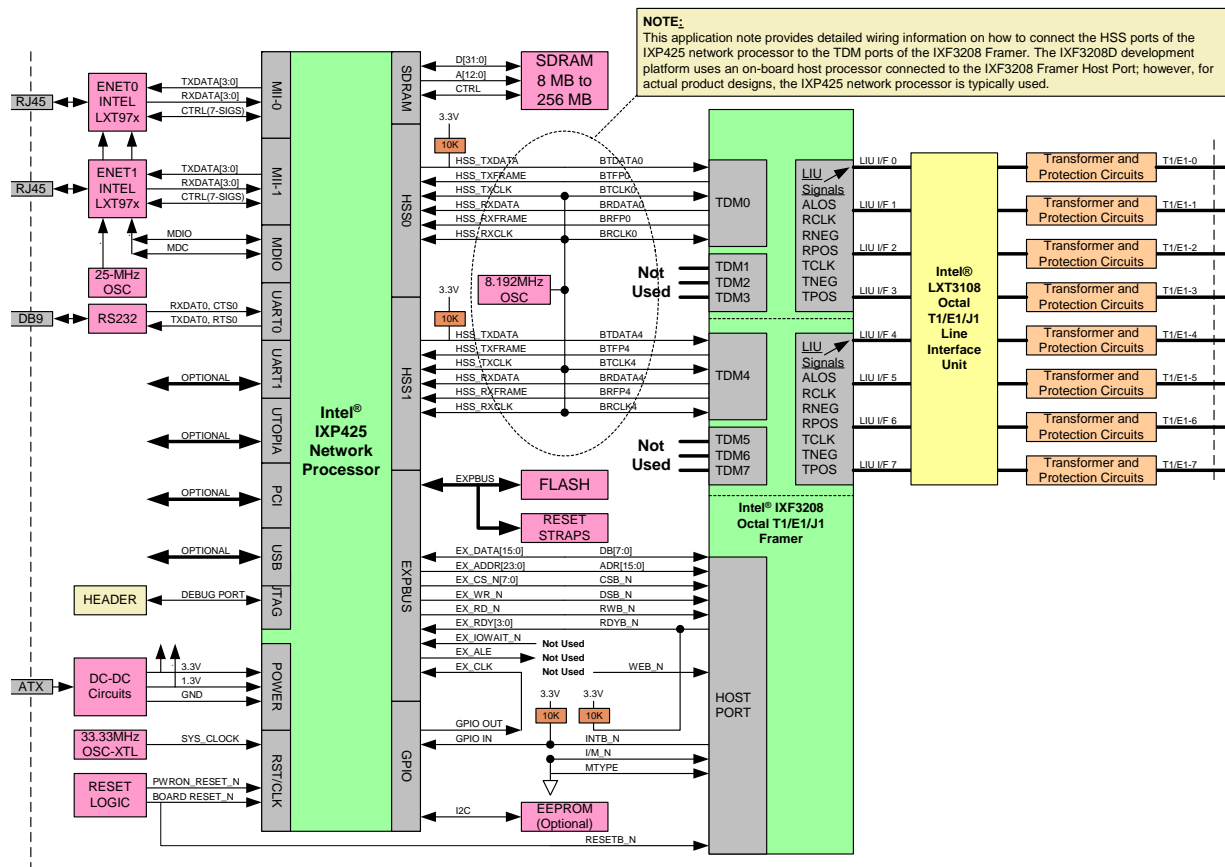 NOTE:
This application note provides detailed wiring information on how to connect the HSS ports of the
IXP425 network processor to the TDM ports of the IXF3208 Framer. The IXF3208D development
platform uses an on-board host processor connected to the IXF3208 Framer Host Port; however, for
actual product designs, the IXP425 network processor is typically used.
RJ45
ENET0
INTEL
LXT97x
TXDATA[3:0]
RXDATA[3:0]
CTRL(7-SIGS)
MII-0
RJ45
ENET1
INTEL
LXT97x
TXDATA[3:0]
RXDATA[3:0]
CTRL(7-SIGS)
MII-1
MDIO
MDC
MDIO
25-MHz
OSC
DB9
RS232
RXDAT0, CTS0
TXDAT0, RTS0
UART0
OPTIONAL
UART1
OPTIONAL
UTOPIA
OPTIONAL
PCI
OPTIONAL
USB
HEADER
DEBUG PORT
JTAG
ATX
DC-DC
Circuits
3.3V
1.3V
GND
POWER
33.33MHz
OSC-XTL
SYS_CLOCK
RESET
LOGIC
PWRON_RESET_N
BOARD RESET_N
RST/CLK
Intel®
IXP425
Network
Processor
SDRAM
D[31:0]
A[12:0]
CTRL
SDRAM
8 MB to
256 MB
3.3V
10K
HSS0
HSS_TXDATA BTDATA0
HSS_TXFRAME BTFP0
HSS_TXCLK BTCLK0
HSS_RXDATA BRDATA0
HSS_RXFRAME BRFP0
HSS_RXCLK BRCLK0
8.192MHz
OSC
3.3V
10K
HSS1
HSS_TXDATA BTDATA4
HSS_TXFRAME BTFP4
HSS_TXCLK BTCLK4
HSS_RXDATA BRDATA4
HSS_RXFRAME BRFP4
HSS_RXCLK BRCLK4
EXPBUS
EXPBUS
FLASH
RESET
STRAPS
EX_DATA[15:0] DB[7:0]
EX_ADDR[23:0] ADR[15:0]
EX_CS_N[7:0] CSB_N
EX_WR_N DSB_N
EX_RD_N RWB_N
EX_RDY[3:0] RDYB_N
EX_IOWAIT_N Not Used
EX_ALE Not Used
EX_CLK Not Used WEB_N
3.3V
10K
3.3V
10K
GPIO
GPIO OUT
GPIO IN INTB_N
I/M_N
MTYPE
I2C
EEPROM
(Optional)
RESETB_N
TDM0
Not
Used
TDM1
TDM2
TDM3
TDM4
Not
Used
TDM5
TDM6
TDM7
LIU
Signals
ALOS
RCLK
RNEG
RPOS
TCLK
TNEG
TPOS
LIU
Signals
ALOS
RCLK
RNEG
RPOS
TCLK
TNEG
TPOS
Intel® IXF3208
Octal T1/E1/J1
Framer
HOST
PORT
LIU I/F 0
LIU I/F 1
LIU I/F 2
LIU I/F 3
LIU I/F 4
LIU I/F 5
LIU I/F 6
LIU I/F 7
Intel®
LXT3108
Octal
T1/E1/J1
Line
Interface
Unit
Transformer and
Protection Circuits
T1/E1-0
Transformer and
Protection Circuits
T1/E1-1
Transformer and
Protection Circuits
T1/E1-2
Transformer and
Protection Circuits
T1/E1-3
Transformer and
Protection Circuits
T1/E1-4
Transformer and
Protection Circuits
T1/E1-5
Transformer and
Protection Circuits
T1/E1-6
Transformer and
Protection Circuits
T1/E1-7